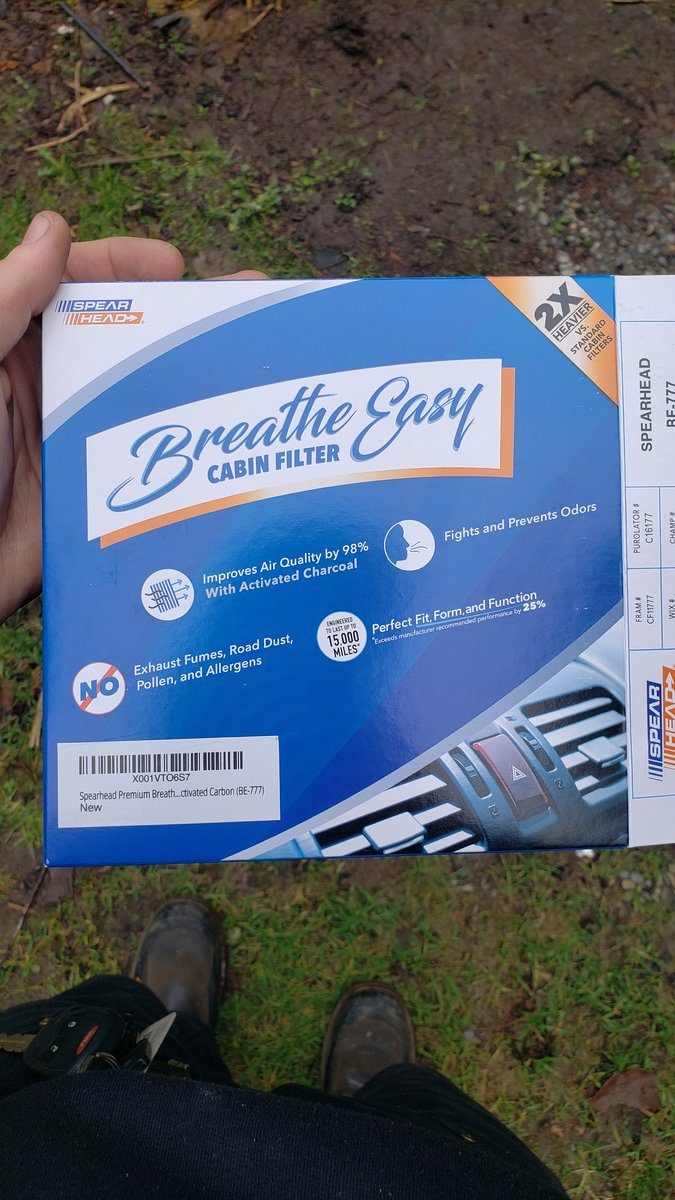 SPEAR
HEAD
2X
HEAVIER
VS.
STANDARD
CABIN
FILTERS
Breathe Easy
CABIN FILTER
Improves Air Quality by 98%
With Activated Charcoal
Fights and Prevents Odors
ENGINEERED
TO LAST UP TO
15,000
MILES*
Perfect Fit, Form, and Function
*Exceeds manufacturer recommended performance by 25%
NO
Exhaust Fumes, Road Dust,
Pollen, and Allergens
X001VTO6S7
Spearhead Premium Breath...ctivated Carbon (BE-777)
New
SPEARHEAD
BE-777
PUROLATOR #
C16177
CHAMP #
FRAM #
CF11777
WIX #
SPEAR
HEAD